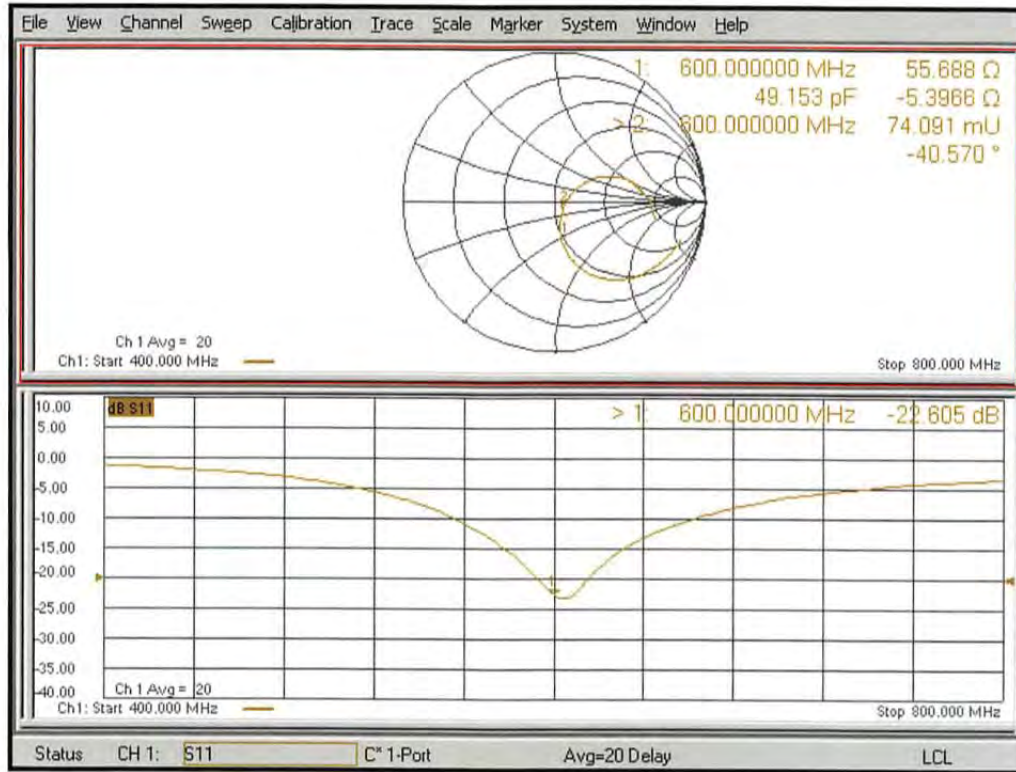 File View Channel Sweep Calibration Trace Scale Marker System Window Help
1: 600.000000 MHz 55.688 Ω
49.153 pF -5.3966 Ω
> 2: 600.000000 MHz 74.091 mU
-40.570 °
2
1
Ch 1 Avg = 20
Ch1: Start 400.000 MHz Stop 800.000 MHz
10.00 dB S11 > 1: 600.000000 MHz -22.605 dB
5.00
0.00
-5.00
-10.00
-15.00
-20.00
1
-25.00
-30.00
-35.00
-40.00 Ch 1 Avg = 20
Ch1: Start 400.000 MHz Stop 800.000 MHz
Status CH 1: S11 C* 1-Port Avg=20 Delay LCL